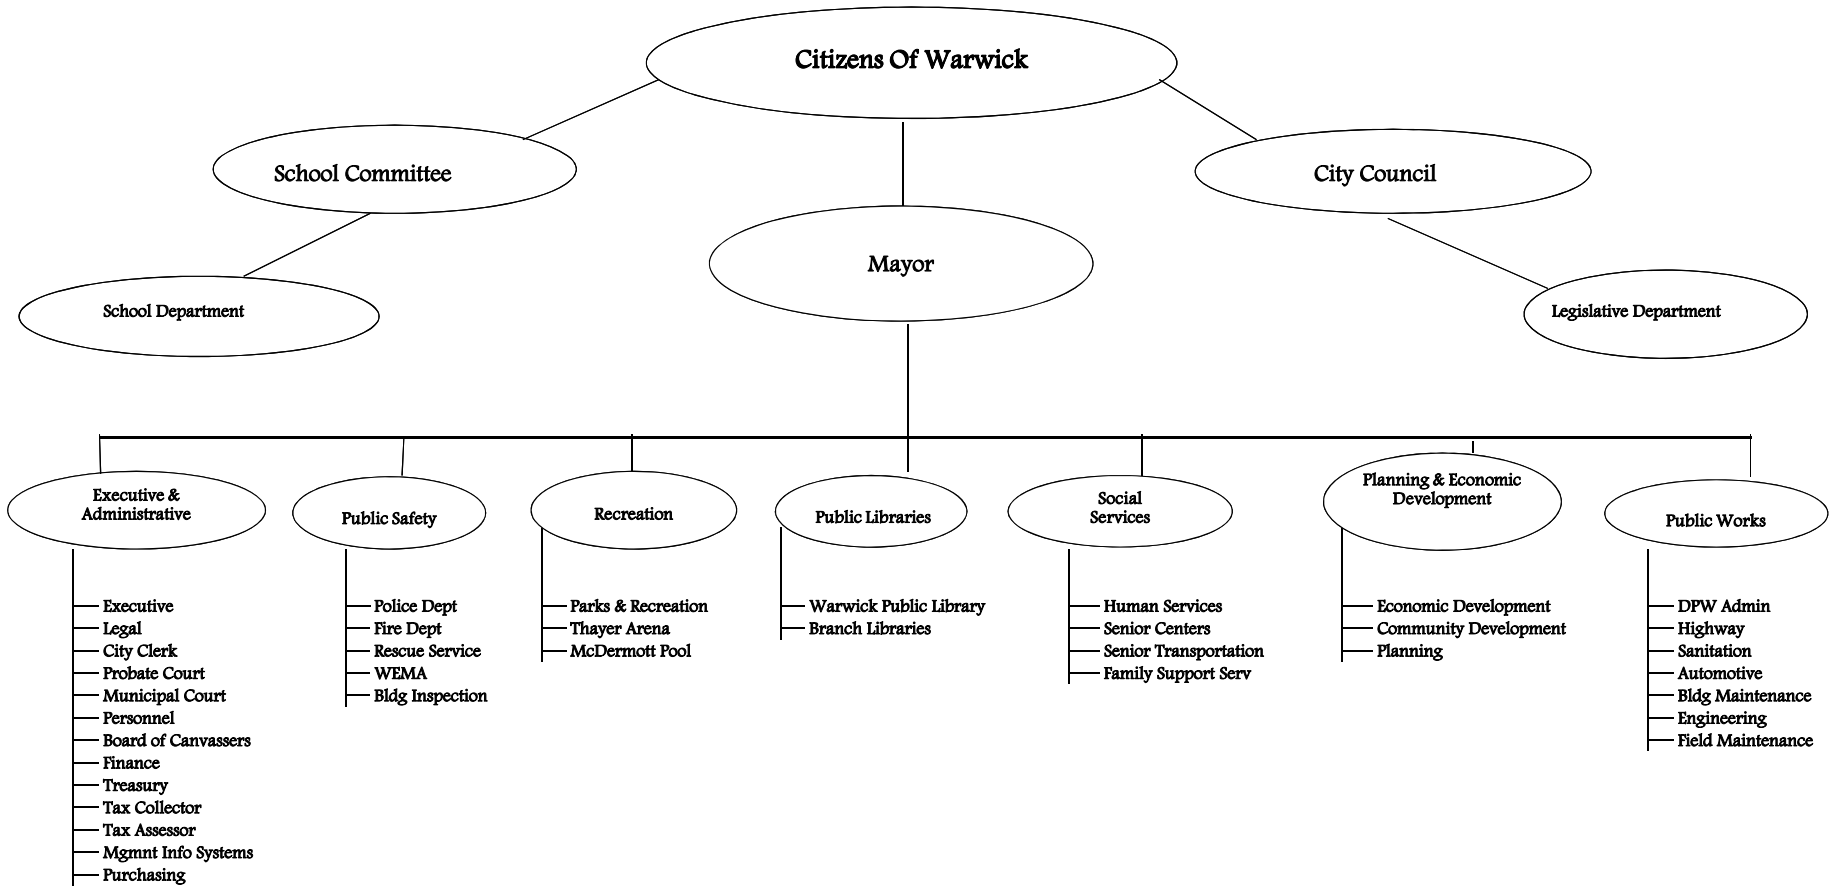 Citizens Of Warwick
School Committee
City Council
Mayor
School Department
Legislative Department
Executive &
Administrative
Public Safety
Recreation
Public Libraries
Social
Services
Planning & Economic
Development
Public Works
Executive
Legal
City Clerk
Probate Court
Municipal Court
Personnel
Board of Canvassers
Finance
Treasury
Tax Collector
Tax Assessor
Mgmnt Info Systems
Purchasing
Police Dept
Fire Dept
Rescue Service
WEMA
Bldg Inspection
Parks & Recreation
Thayer Arena
McDermott Pool
Warwick Public Library
Branch Libraries
Human Services
Senior Centers
Senior Transportation
Family Support Serv
Economic Development
Community Development
Planning
DPW Admin
Highway
Sanitation
Automotive
Bldg Maintenance
Engineering
Field Maintenance